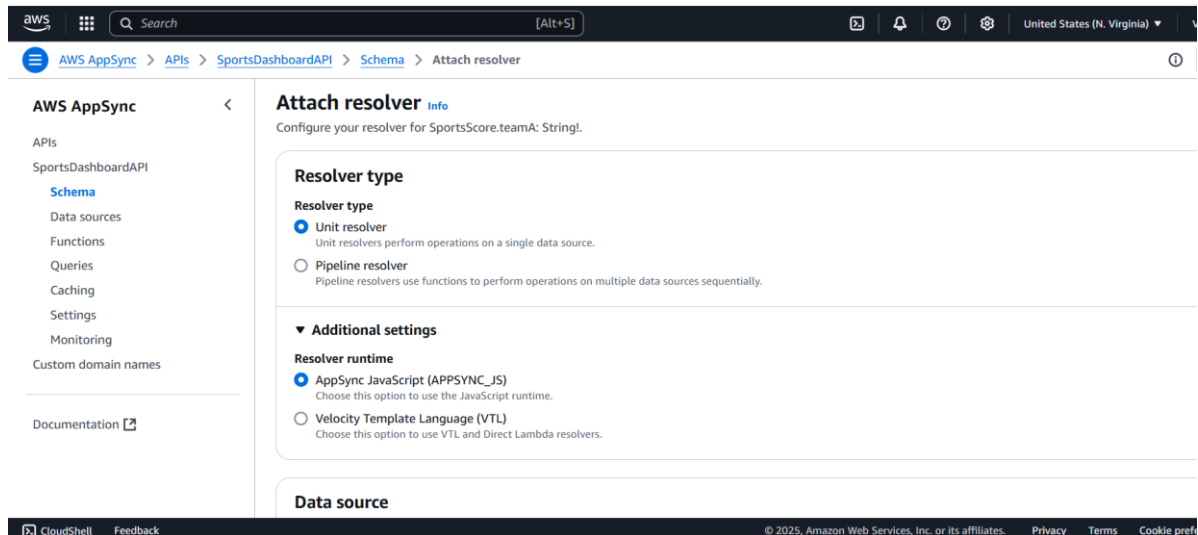 aws
Search [Alt+S]
United States (N. Virginia) ▼
AWS AppSync > APIs > SportsDashboardAPI > Schema > Attach resolver
AWS AppSync
APIs
SportsDashboardAPI
Schema
Data sources
Functions
Queries
Caching
Settings
Monitoring
Custom domain names
Documentation
Attach resolver Info
Configure your resolver for SportsScore.teamA: String!.
Resolver type
Resolver type
Unit resolver
Unit resolvers perform operations on a single data source.
Pipeline resolver
Pipeline resolvers use functions to perform operations on multiple data sources sequentially.
▼ Additional settings
Resolver runtime
AppSync JavaScript (APPSYNC_JS)
Choose this option to use the JavaScript runtime.
Velocity Template Language (VTL)
Choose this option to use VTL and Direct Lambda resolvers.
Data source
CloudShell Feedback © 2025, Amazon Web Services, Inc. or its affiliates. Privacy Terms Cookie prefe